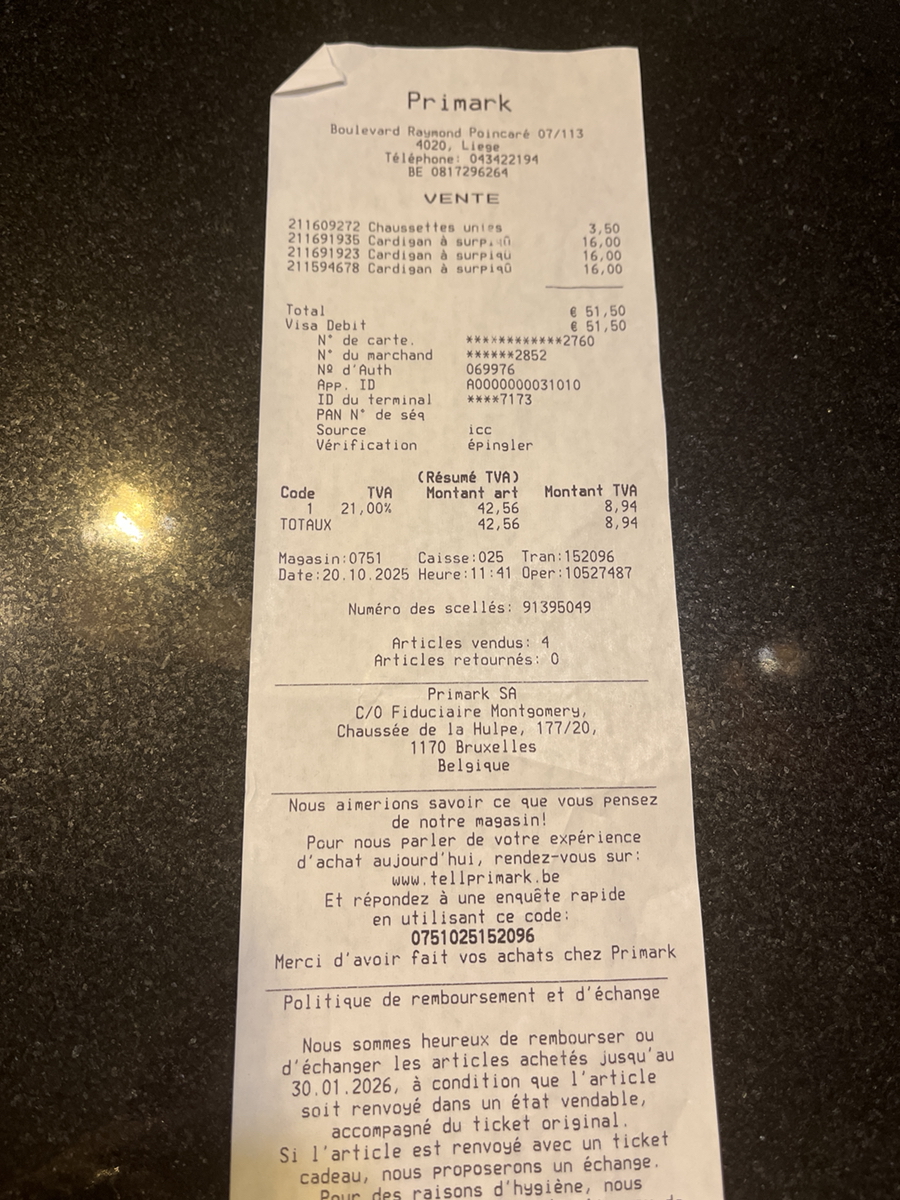 Primark
Boulevard Raymond Poincaré 07/113
4020, Liege
Téléphone: 043422194
BE 0817296264
VENTE
211609272 Chaussettes unies 3,50
211691935 Cardigan à 16,00
211691923 Cardigan à surpiqû 16,00
211594678 Cardigan à surpiqû 16,00
Total € 51,50
Visa Debit € 51,50
N° de carte. ************2760
N° du marchand ******2852
Nº d'Auth 069976
App. ID A0000000031010
ID du terminal ****7173
PAN N° de séq
Source icc
Vérification épingler
(Résumé TVA)
Code TVA Montant art Montant TVA
1 21,00% 42,56 8,94
TOTAUX 42,56 8,94
Magasin:0751 Caisse:025 Tran:152096
Date:20.10.2025 Heure:11:41 Oper:10527487
Numéro des scellés: 91395049
Articles vendus: 4
Articles retournés: 0
Primark SA
C/O Fiduciaire Montgomery,
Chaussée de la Hulpe, 177/20,
1170 Bruxelles
Belgique
Nous aimerions savoir ce que vous pensez
de notre magasin!
Pour nous parler de votre expérience
d'achat aujourd'hui, rendez-vous sur:
www.tellprimark.be
Et répondez à une enquête rapide
en utilisant ce code:
0751025152096
Merci d'avoir fait vos achats chez Primark
Politique de remboursement et d'échange
Nous sommes heureux de rembourser ou
d'échanger les articles achetés jusqu'au
30.01.2026, à condition que l'article
soit renvoyé dans un état vendable,
accompagné du ticket original.
Si l'article est renvoyé avec un ticket
cadeau, nous proposerons un échange.
Pour des raisons d'hygiène, nous